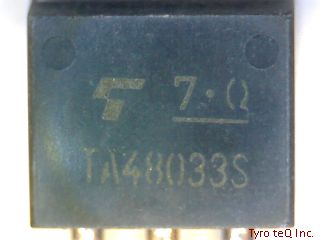 7·Ω
TA48033S
Tyro teQ Inc.